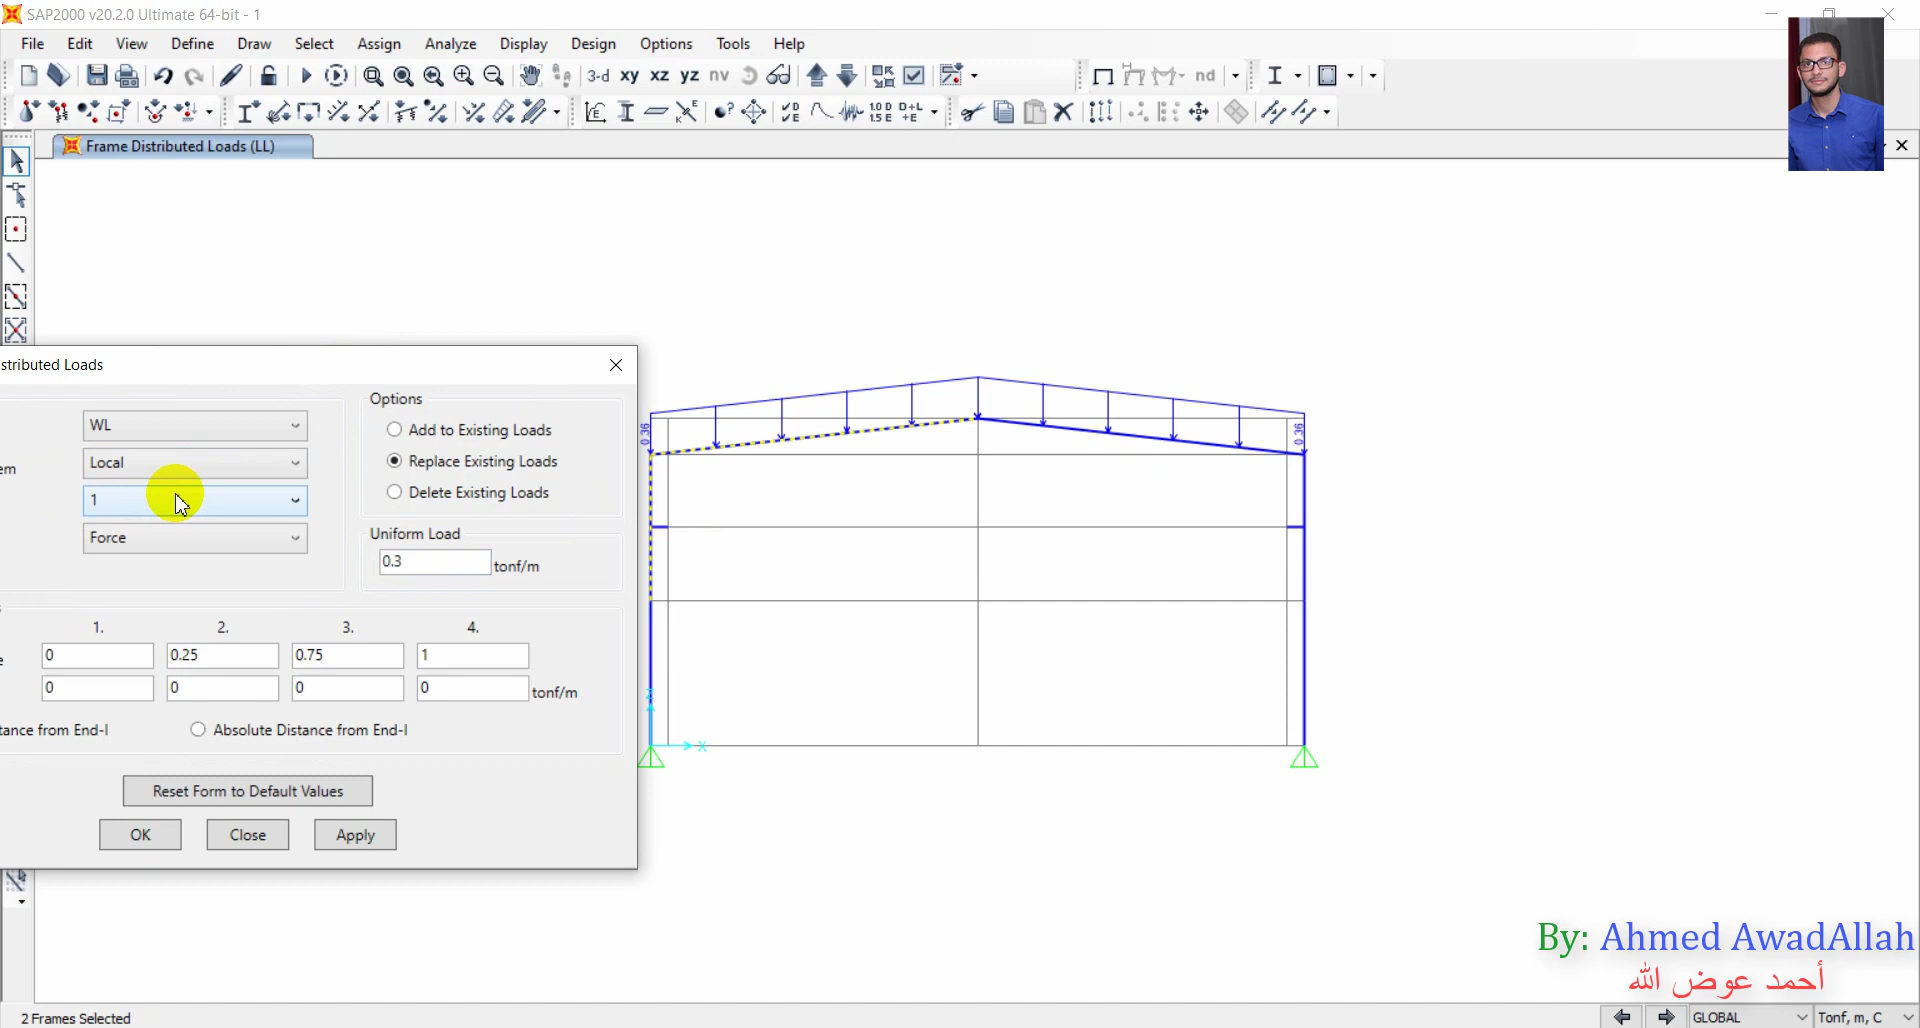 SAP2000 v20.2.0 Ultimate 64-bit - 1
File Edit View Define Draw Select Assign Analyze Display Design Options Tools Help
3-d xy xz yz nv nd
Frame Distributed Loads (LL)
stributed Loads
WL
em Local
1
Force
Options
Add to Existing Loads
Replace Existing Loads
Delete Existing Loads
Uniform Load
0.3 tonf/m
1. 2. 3. 4.
e 0 0.25 0.75 1
0 0 0 0 tonf/m
tance from End-I Absolute Distance from End-I
Reset Form to Default Values
OK Close Apply
0.36 0.36
Z
X
By: Ahmed AwadAllah
أحمد عوض الله
2 Frames Selected GLOBAL Tonf, m, C